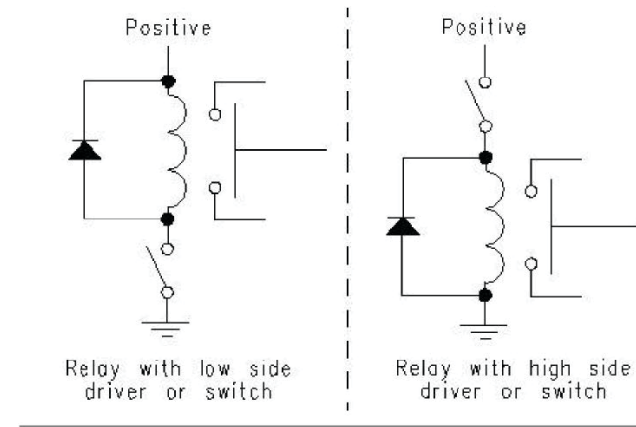 Positive
Relay with low side
driver or switch
Positive
Relay with high side
driver or switch